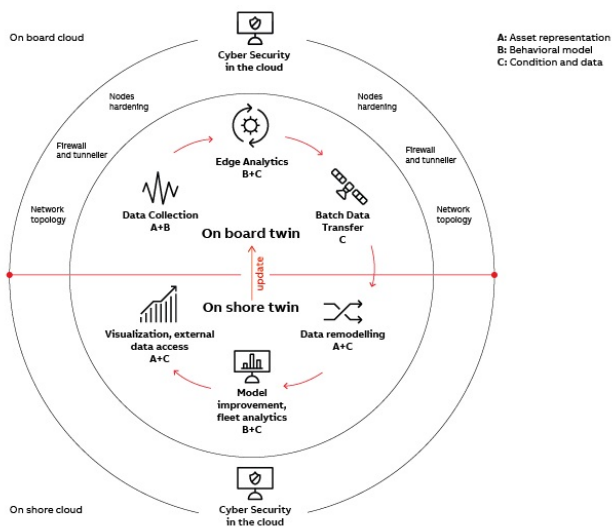 On board cloud
Cyber Security
in the cloud
B+C
A: Asset representation
B: Behavioral model
C: Condition and data
Nodes
hardening
Nodes
hardening
Firewall
and tunneller
Firewall
and tunneller
Network
topology
Network
topology
Edge Analytics
B+C
Data Collection
A+B
Batch Data
Transfer
C
On board twin
update
On shore twin
Visualization, external
data access
A+C
Data remodelling
A+C
Model
improvement,
fleet analytics
B+C
On shore cloud
Cyber Security
in the cloud